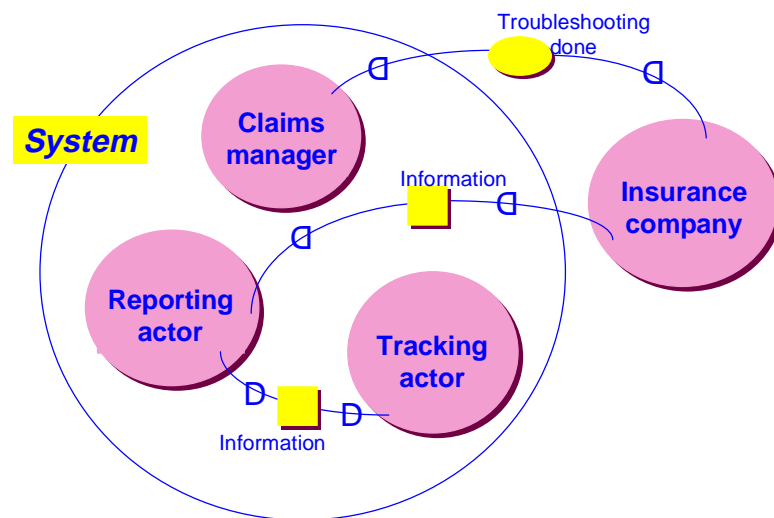 Troubleshooting
done
D
D
Claims
manager
System
Information
Insurance
company
D
D
Reporting
actor
Tracking
actor
D
D
Information